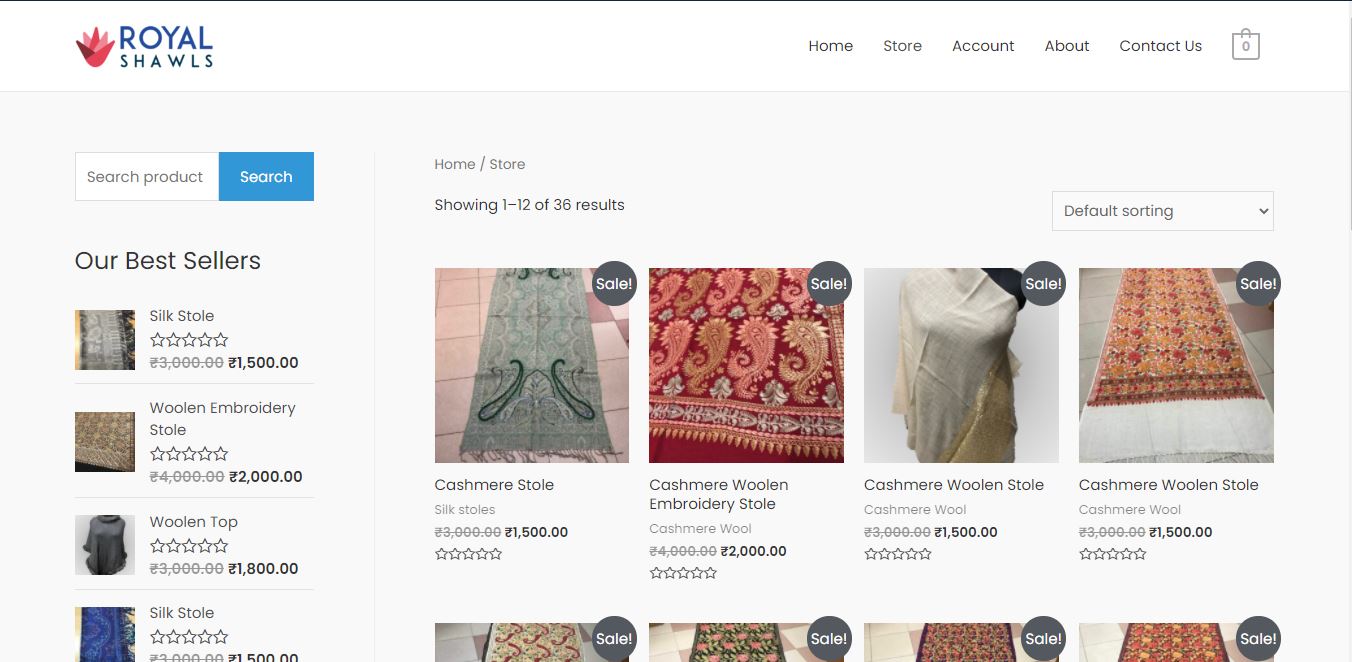 ROYAL
SHAWLS
Home
Store
Account
About
Contact Us
0
Search product
Search
Our Best Sellers
Silk Stole
₹3,000.00 ₹1,500.00
Woolen Embroidery
Stole
₹4,000.00 ₹2,000.00
Woolen Top
₹3,000.00 ₹1,800.00
Silk Stole
₹3,000.00 ₹1,500.00
Home / Store
Showing 1–12 of 36 results
Default sorting
Sale!
Cashmere Stole
Silk stoles
₹3,000.00 ₹1,500.00
Sale!
Cashmere Woolen
Embroidery Stole
Cashmere Wool
₹4,000.00 ₹2,000.00
Sale!
Cashmere Woolen Stole
Cashmere Wool
₹3,000.00 ₹1,500.00
Sale!
Cashmere Woolen Stole
Cashmere Wool
₹3,000.00 ₹1,500.00
Sale!
Sale!
Sale!
Sale!